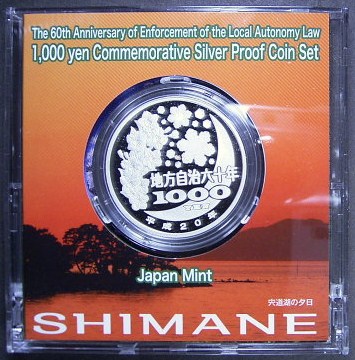 The 60th Anniversary of Enforcement of the Local Autonomy Law
1,000 yen Commemorative Silver Proof Coin Set
地方自治六十年
1000
平成20年
Japan Mint
宍道湖の夕日
SHIMANE